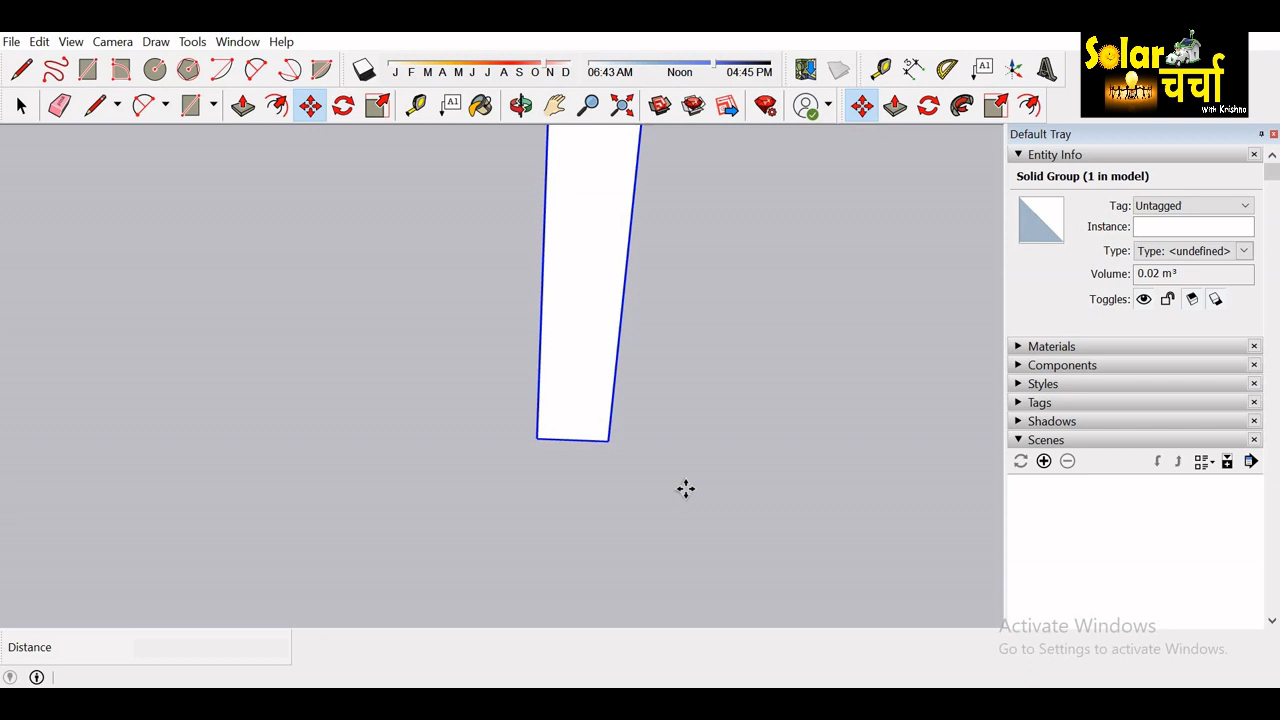 File Edit View Camera Draw Tools Window Help
Solar
चर्चा
With Krishna
J F M A M J J A S O N D
06:43 AM Noon 04:45 PM
A1
A1
Default Tray
Entity Info
Solid Group (1 in model)
Tag: Untagged
Instance:
Type: Type: <undefined>
Volume: 0.02 m³
Toggles:
Materials
Components
Styles
Tags
Shadows
Scenes
Activate Windows
Go to Settings to activate Windows.
Distance